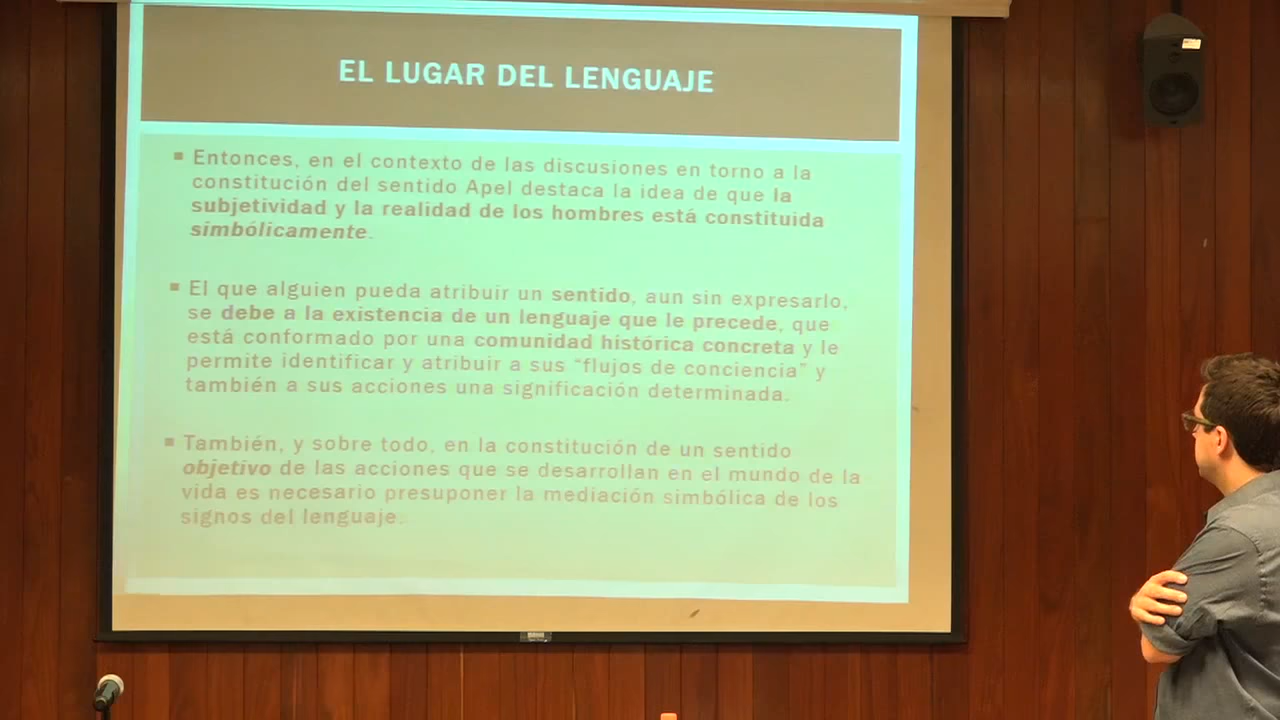 EL LUGAR DEL LENGUAJE
▪ Entonces, en el contexto de las discusiones en torno a la
constitución del sentido Apel destaca la idea de que la
subjetividad y la realidad de los hombres está constituida
simbólicamente.
▪ El que alguien pueda atribuir un sentido, aun sin expresarlo,
se debe a la existencia de un lenguaje que le precede, que
está conformado por una comunidad histórica concreta y le
permite identificar y atribuir a sus “flujos de conciencia” y
también a sus acciones una significación determinada.
▪ También, y sobre todo, en la constitución de un sentido
objetivo de las acciones que se desarrollan en el mundo de la
vida es necesario presuponer la mediación simbólica de los
signos del lenguaje.